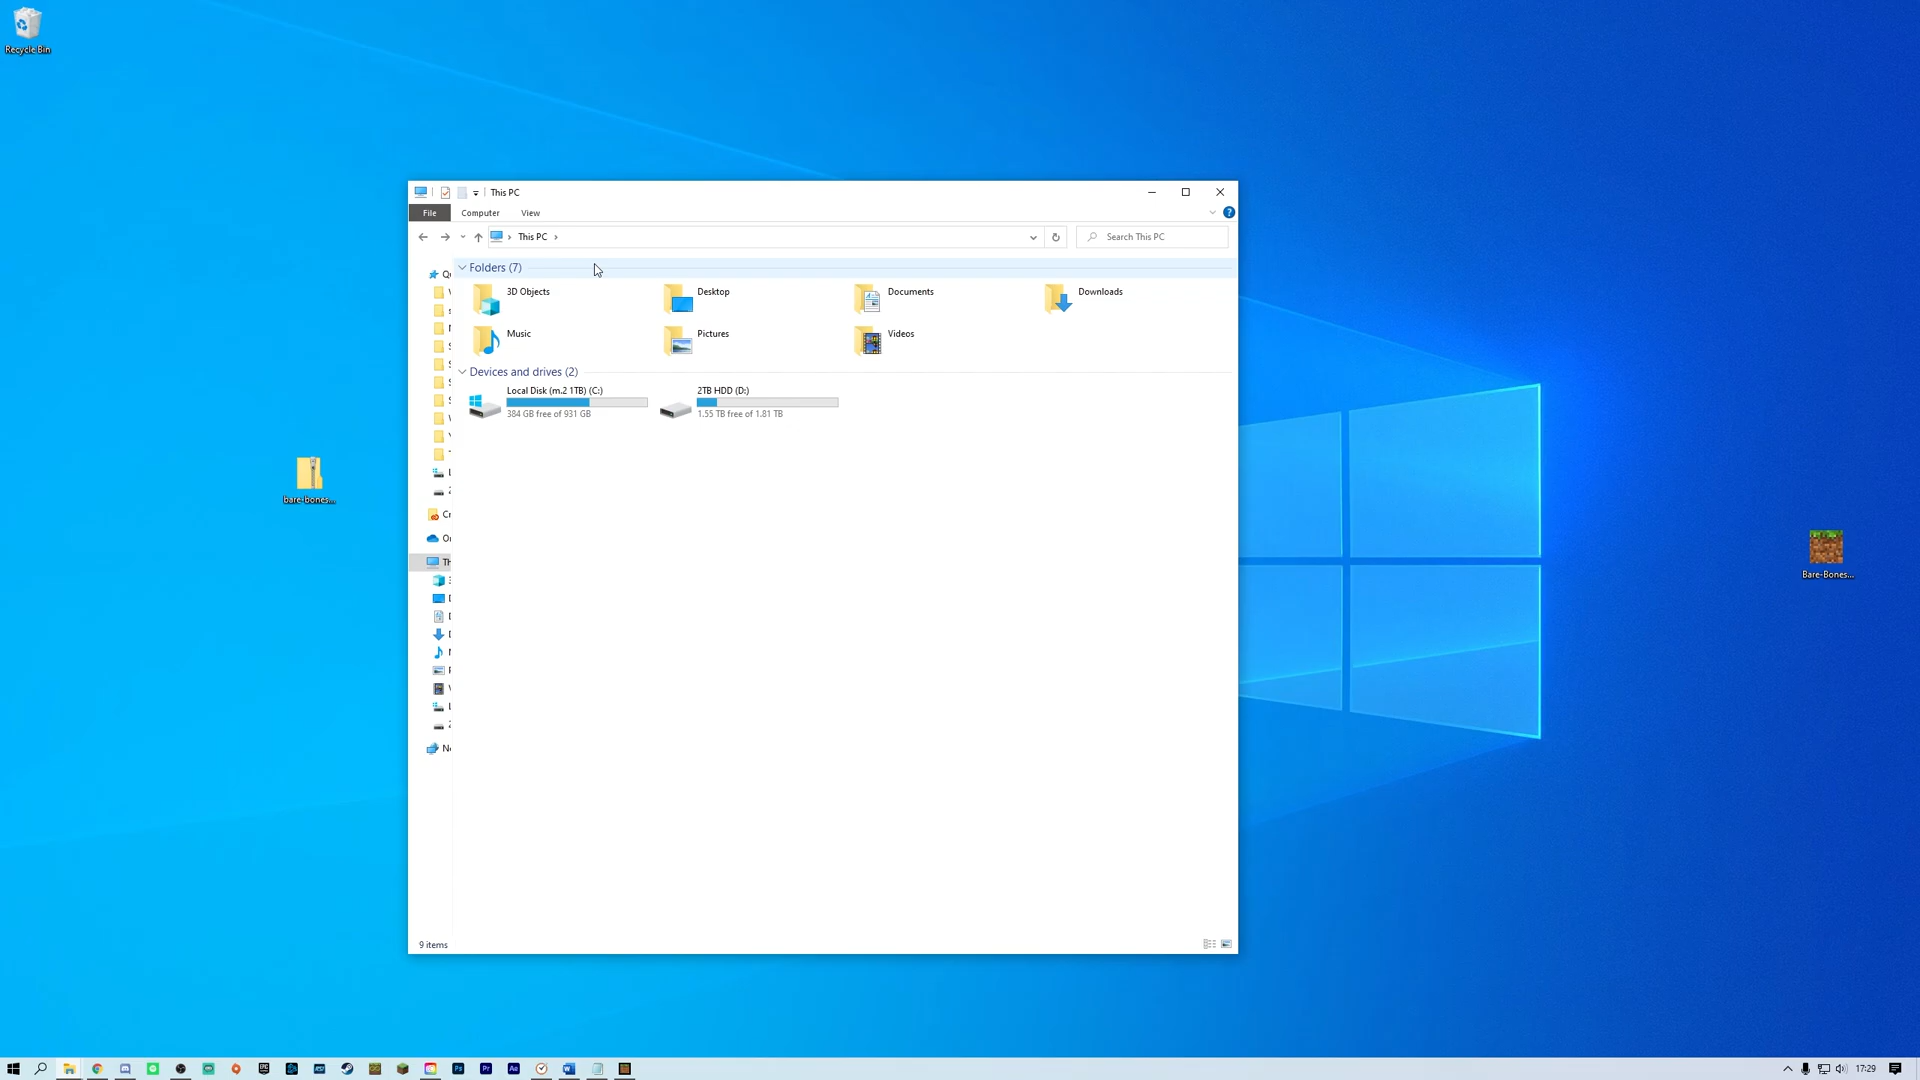 Recycle Bin
This PC
File Computer View
This PC
Search This PC
Folders (7)
3D Objects
Desktop
Documents
Downloads
Music
Pictures
Videos
Devices and drives (2)
Local Disk (m.2 1TB) (C:)
384 GB free of 931 GB
2TB HDD (D:)
1.55 TB free of 1.81 TB
bare-bones...
Bare-Bones...
9 items
17:29